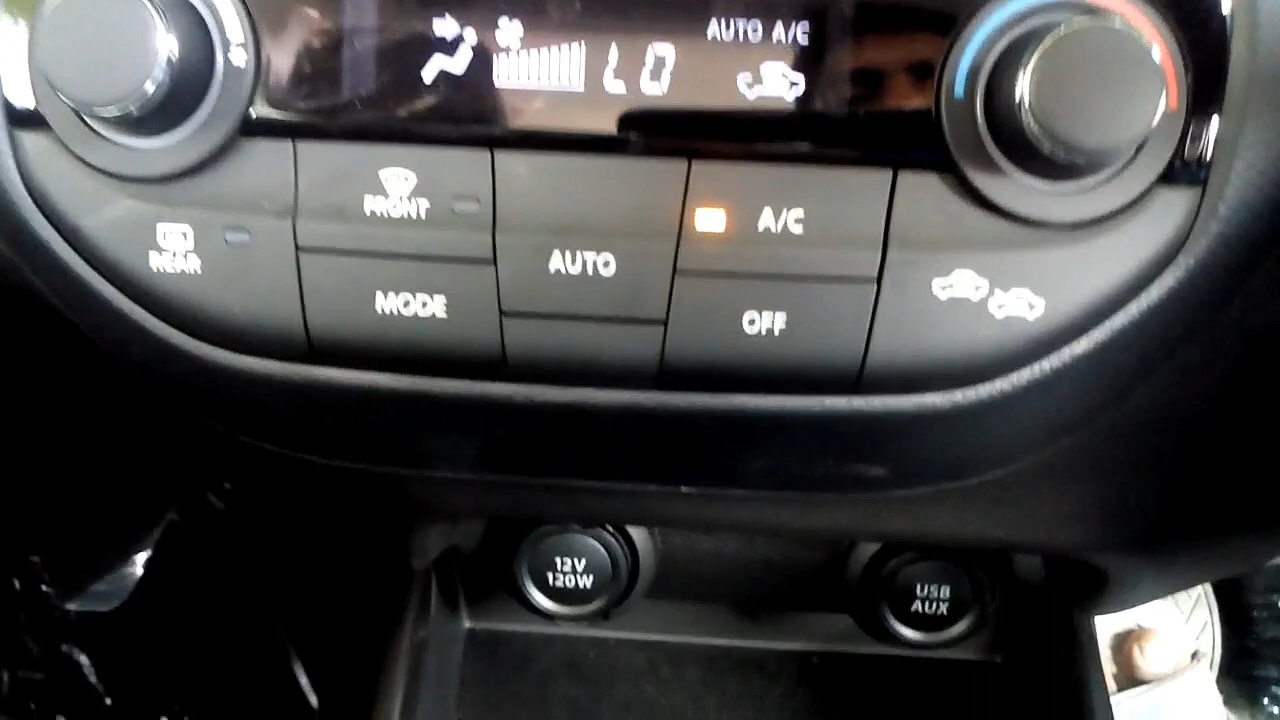 AUTO A/C
LO
FRONT
REAR
MODE
AUTO
A/C
OFF
12V
120W
USB
AUX